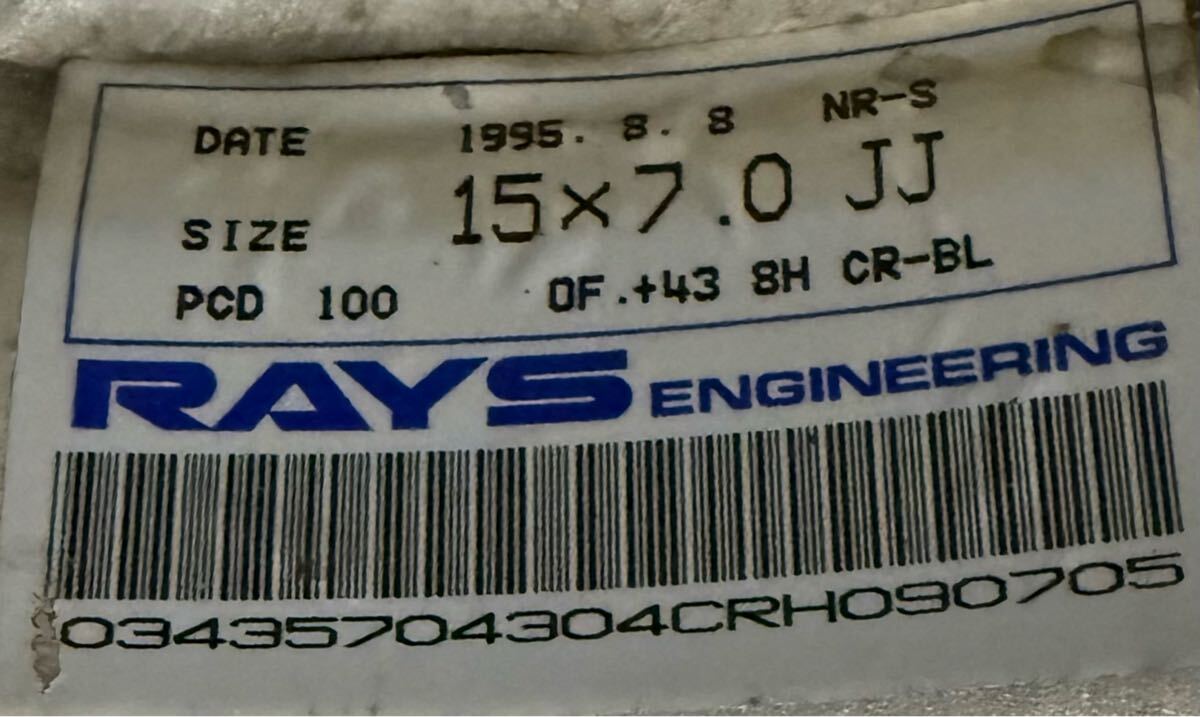 DATE 1995. 8. 8 NR-S
SIZE 15×7.0 JJ
PCD 100 OF.+43 8H CR-BL
RAYS ENGINEERING
03435704304CRH090705